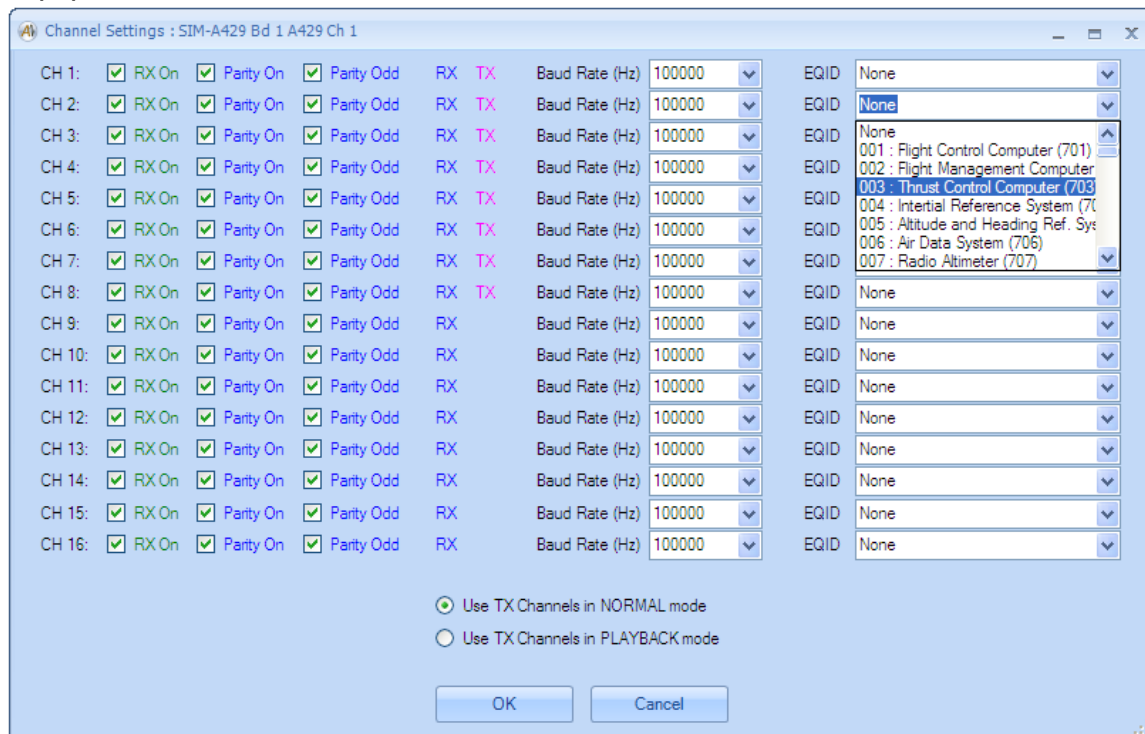 Channel Settings : SIM-A429 Bd 1 A429 Ch 1
CH 1: RX On Parity On Parity Odd RX TX Baud Rate (Hz) 100000 EQID None
CH 2: RX On Parity On Parity Odd RX TX Baud Rate (Hz) 100000 EQID None
CH 3: RX On Parity On Parity Odd RX TX Baud Rate (Hz) 100000 EQID
CH 4: RX On Parity On Parity Odd RX TX Baud Rate (Hz) 100000 EQID
CH 5: RX On Parity On Parity Odd RX TX Baud Rate (Hz) 100000 EQID
CH 6: RX On Parity On Parity Odd RX TX Baud Rate (Hz) 100000 EQID
CH 7: RX On Parity On Parity Odd RX TX Baud Rate (Hz) 100000 EQID
None
001 : Flight Control Computer (701)
002 : Flight Management Computer
003 : Thrust Control Computer (703
004 : Intertial Reference System (70
005 : Altitude and Heading Ref. Sys
006 : Air Data System (706)
007 : Radio Altimeter (707)
CH 8: RX On Parity On Parity Odd RX TX Baud Rate (Hz) 100000 EQID None
CH 9: RX On Parity On Parity Odd RX Baud Rate (Hz) 100000 EQID None
CH 10: RX On Parity On Parity Odd RX Baud Rate (Hz) 100000 EQID None
CH 11: RX On Parity On Parity Odd RX Baud Rate (Hz) 100000 EQID None
CH 12: RX On Parity On Parity Odd RX Baud Rate (Hz) 100000 EQID None
CH 13: RX On Parity On Parity Odd RX Baud Rate (Hz) 100000 EQID None
CH 14: RX On Parity On Parity Odd RX Baud Rate (Hz) 100000 EQID None
CH 15: RX On Parity On Parity Odd RX Baud Rate (Hz) 100000 EQID None
CH 16: RX On Parity On Parity Odd RX Baud Rate (Hz) 100000 EQID None
Use TX Channels in NORMAL mode
Use TX Channels in PLAYBACK mode
OK Cancel